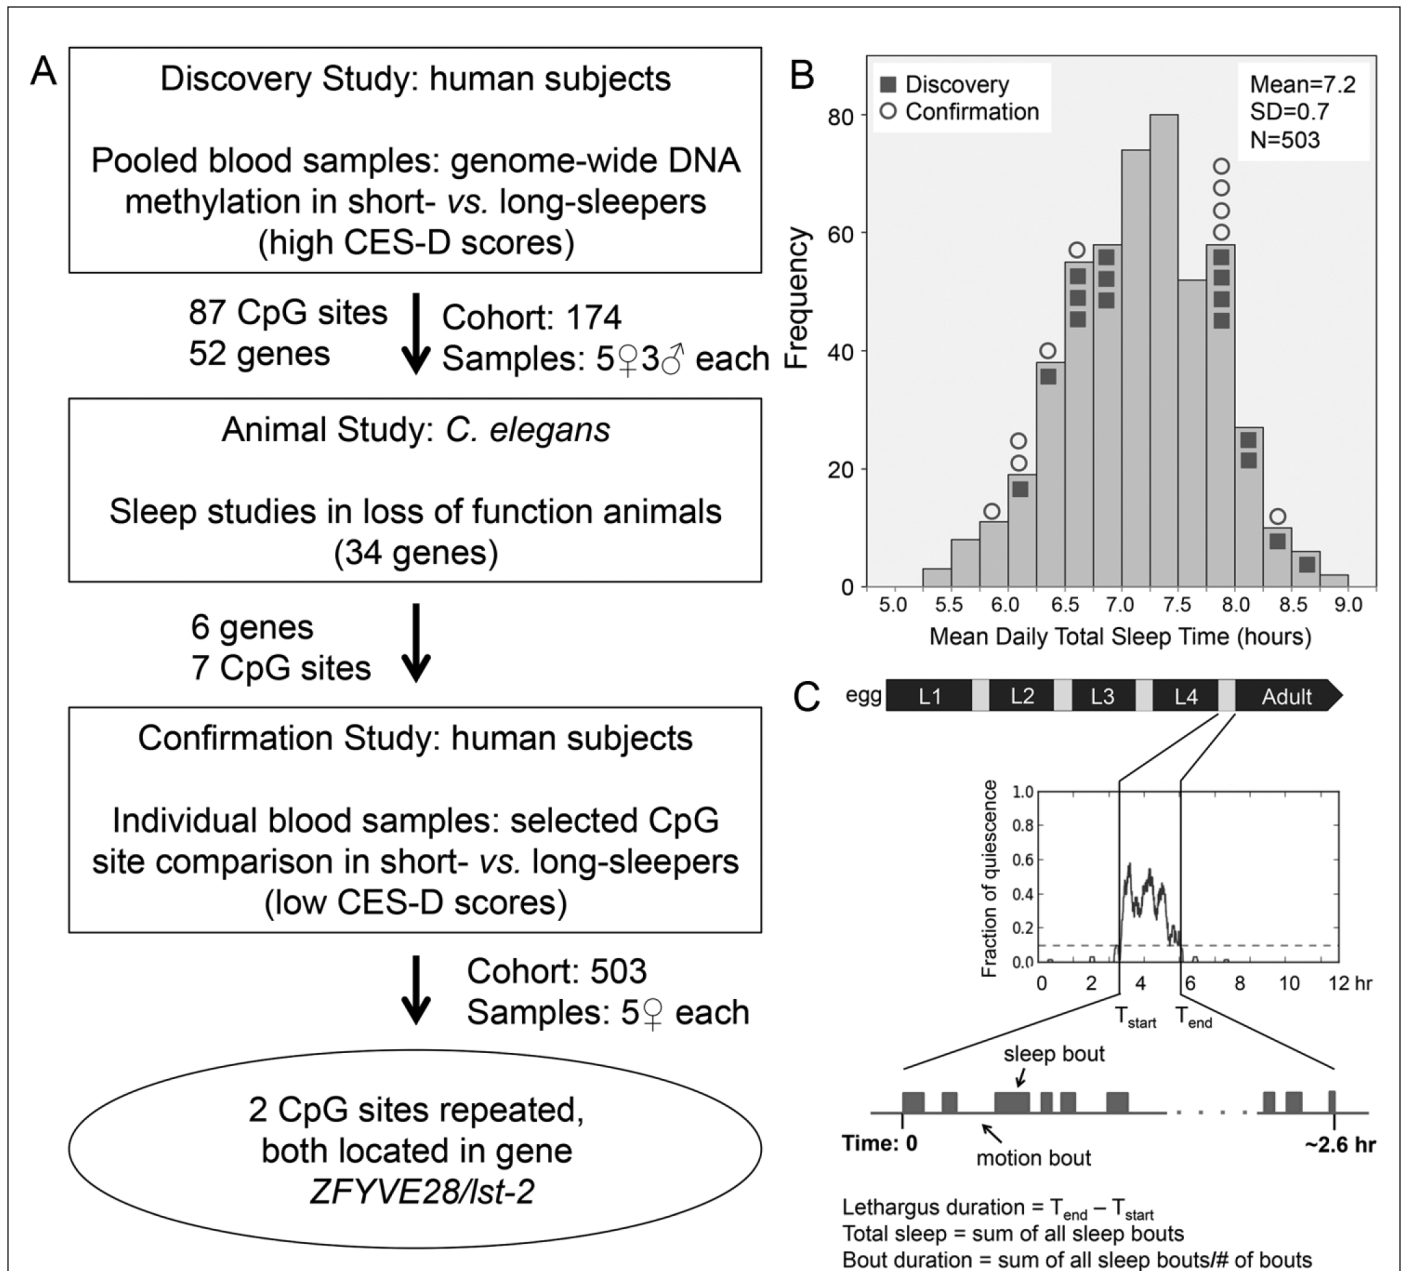 A
Discovery Study: human subjects
Pooled blood samples: genome-wide DNA
methylation in short- vs. long-sleepers
(high CES-D scores)
87 CpG sites
52 genes
Cohort: 174
Samples: 5♀3♂ each
Animal Study: C. elegans
Sleep studies in loss of function animals
(34 genes)
6 genes
7 CpG sites
Confirmation Study: human subjects
Individual blood samples: selected CpG
site comparison in short- vs. long-sleepers
(low CES-D scores)
Cohort: 503
Samples: 5♀ each
2 CpG sites repeated,
both located in gene
ZFYVE28/lst-2
B
Discovery
Confirmation
Mean=7.2
SD=0.7
N=503
Frequency
80
60
40
20
0
5.0 5.5 6.0 6.5 7.0 7.5 8.0 8.5 9.0
Mean Daily Total Sleep Time (hours)
C
egg L1 L2 L3 L4 Adult
Fraction of quiescence
1.0
0.8
0.6
0.4
0.2
0.0
0 2 4 6 8 10 12 hr
Tstart Tend
sleep bout
Time: 0
motion bout
~2.6 hr
Lethargus duration = Tend – Tstart
Total sleep = sum of all sleep bouts
Bout duration = sum of all sleep bouts/# of bouts